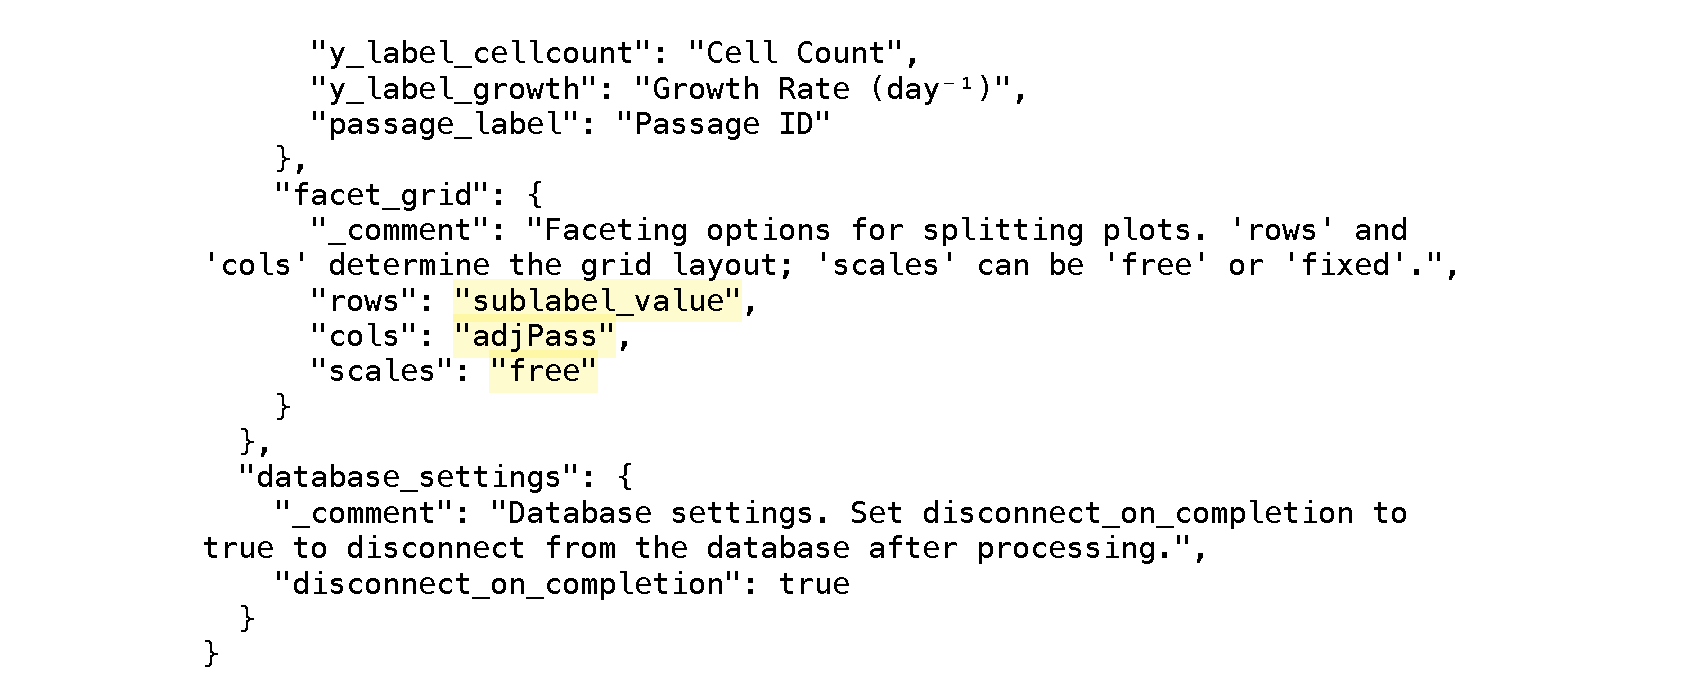 "y_label_cellcount": "Cell Count",
"y_label_growth": "Growth Rate (day⁻¹)",
"passage_label": "Passage ID"
},
"facet_grid": {
"_comment": "Faceting options for splitting plots. 'rows' and
'cols' determine the grid layout; 'scales' can be 'free' or 'fixed'.",
"rows": "sublabel_value",
"cols": "adjPass",
"scales": "free"
}
},
"database_settings": {
"_comment": "Database settings. Set disconnect_on_completion to
true to disconnect from the database after processing.",
"disconnect_on_completion": true
}
}